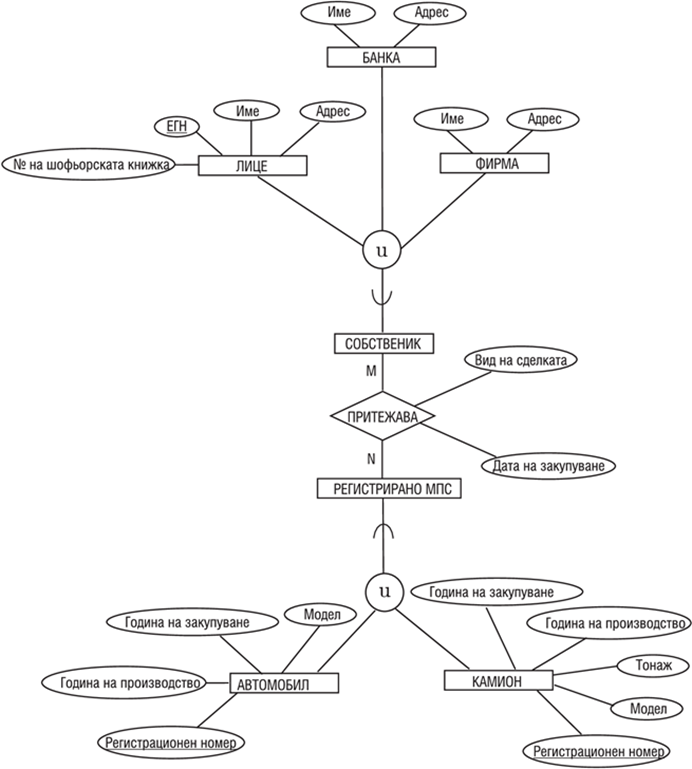 Име
Адрес
БАНКА
ЕГН
Име
Адрес
№ на шофьорската книжка
ЛИЦЕ
Име
Адрес
ФИРМА
u
СОБСТВЕНИК
M
Вид на сделката
ПРИТЕЖАВА
Дата на закупуване
N
РЕГИСТРИРАНО МПС
u
Година на закупуване
Модел
Година на производство
АВТОМОБИЛ
Регистрационен номер
Година на закупуване
Година на производство
Тонаж
КАМИОН
Модел
Регистрационен номер